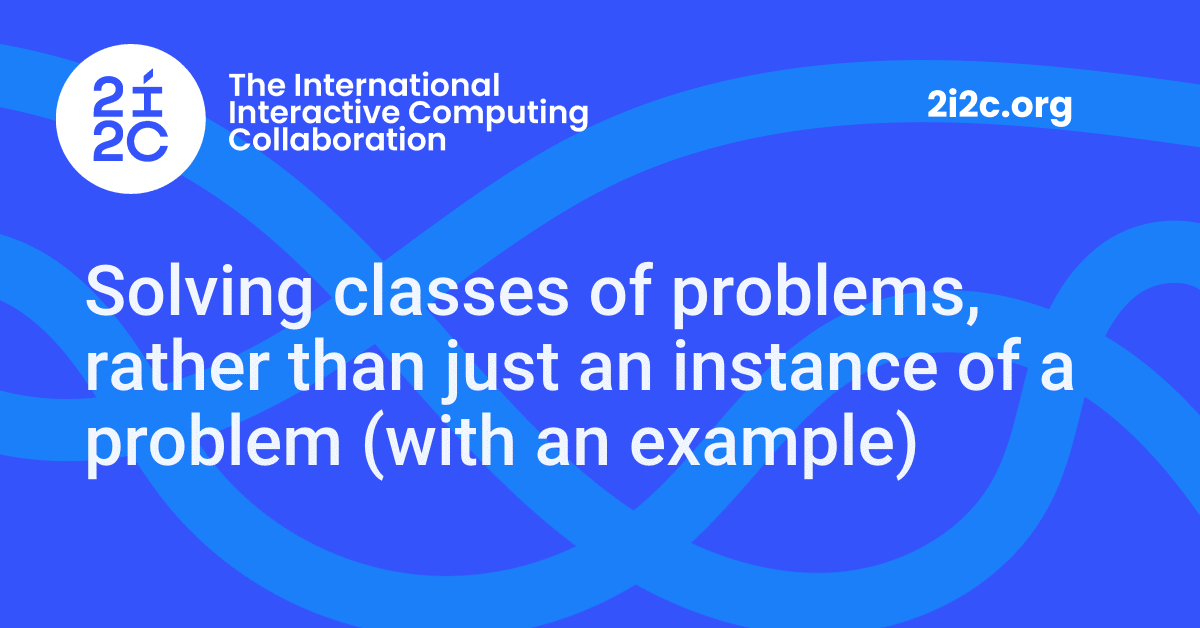 2i
2C
The International
Interactive Computing
Collaboration
2i2c.org
Solving classes of problems,
rather than just an instance of a
problem (with an example)